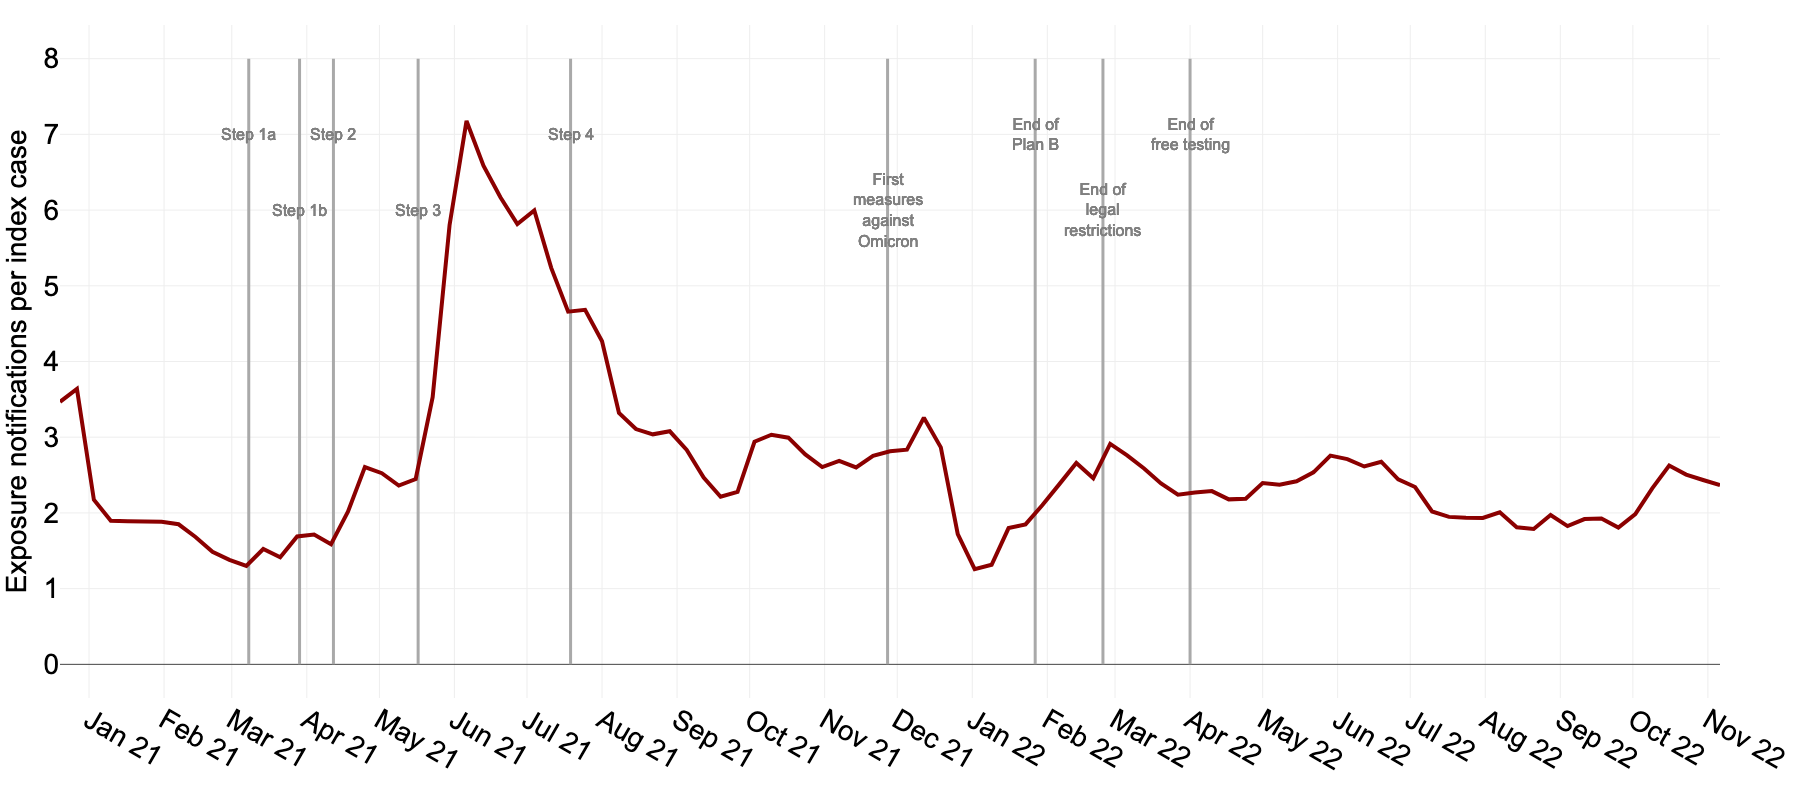 Exposure notifications per index case
8
7
6
5
4
3
2
1
0
Step 1a
Step 1b
Step 2
Step 3
Step 4
First
measures
against
Omicron
End of
Plan B
End of
legal
restrictions
End of
free testing
Jan 21
Feb 21
Mar 21
Apr 21
May 21
Jun 21
Jul 21
Aug 21
Sep 21
Oct 21
Nov 21
Dec 21
Jan 22
Feb 22
Mar 22
Apr 22
May 22
Jun 22
Jul 22
Aug 22
Sep 22
Oct 22
Nov 22